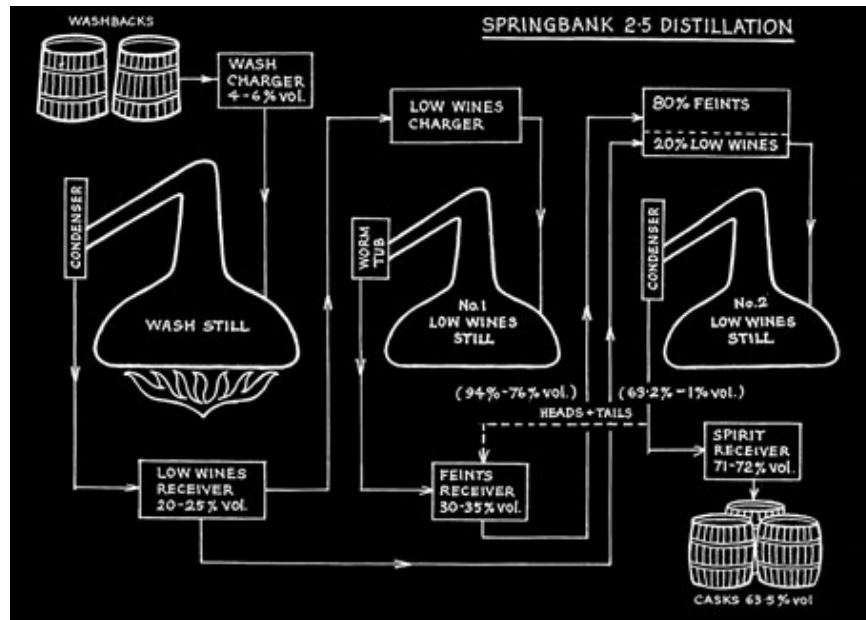 WASHBACKS
SPRINGBANK 2·5 DISTILLATION
WASH
CHARGER
4-6% vol.
LOW WINES
CHARGER
80% FEINTS
20% LOW WINES
CONDENSER
WORM
TUB
CONDENSER
WASH STILL
No.1
LOW WINES
STILL
No.2
LOW WINES
STILL
(94%-76% vol.)
(63·2%-1% vol.)
HEADS + TAILS
LOW WINES
RECEIVER
20-25% vol.
FEINTS
RECEIVER
30-35% vol.
SPIRIT
RECEIVER
71-72% vol.
CASKS 63·5% vol